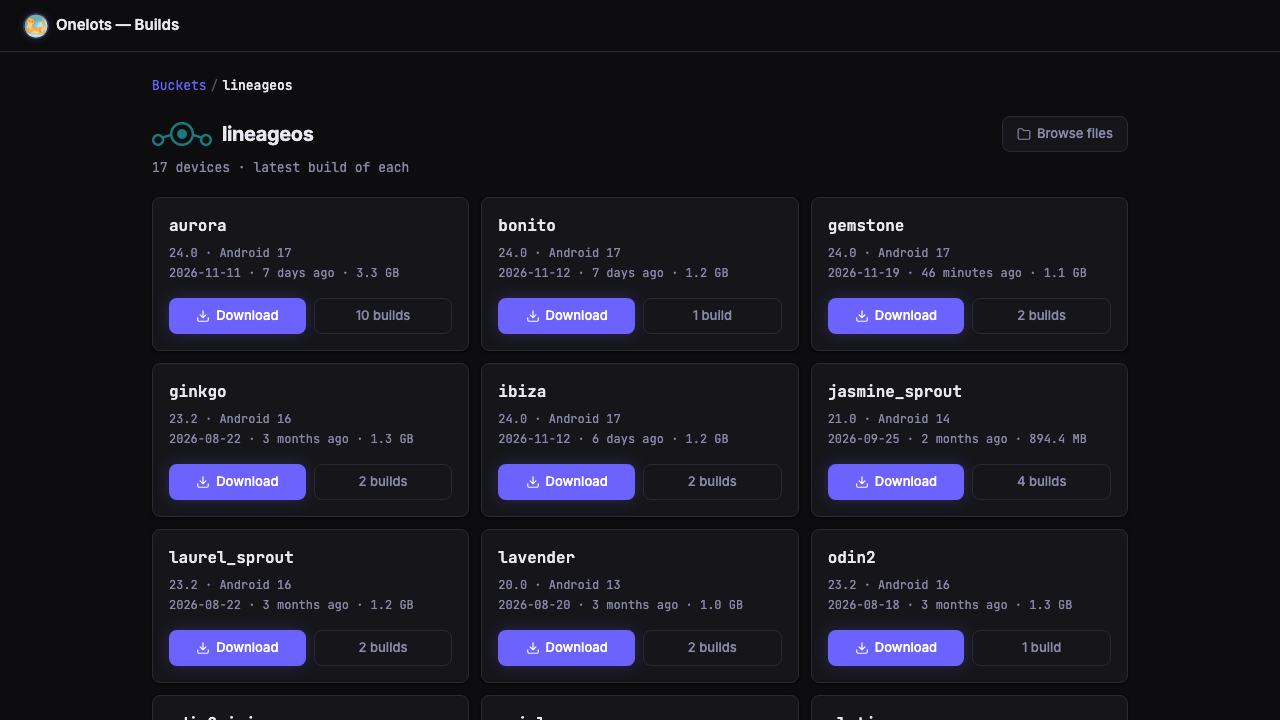 Onelots — Builds
Buckets / lineageos
lineageos
Browse files
17 devices · latest build of each
aurora
24.0 · Android 17
2026-11-11 · 7 days ago · 3.3 GB
Download
10 builds
bonito
24.0 · Android 17
2026-11-12 · 7 days ago · 1.2 GB
Download
1 build
gemstone
24.0 · Android 17
2026-11-19 · 46 minutes ago · 1.1 GB
Download
2 builds
ginkgo
23.2 · Android 16
2026-08-22 · 3 months ago · 1.3 GB
Download
2 builds
ibiza
24.0 · Android 17
2026-11-12 · 6 days ago · 1.2 GB
Download
2 builds
jasmine_sprout
21.0 · Android 14
2026-09-25 · 2 months ago · 894.4 MB
Download
4 builds
laurel_sprout
23.2 · Android 16
2026-08-22 · 3 months ago · 1.2 GB
Download
2 builds
lavender
20.0 · Android 13
2026-08-20 · 3 months ago · 1.0 GB
Download
2 builds
odin2
23.2 · Android 16
2026-08-18 · 3 months ago · 1.3 GB
Download
1 build